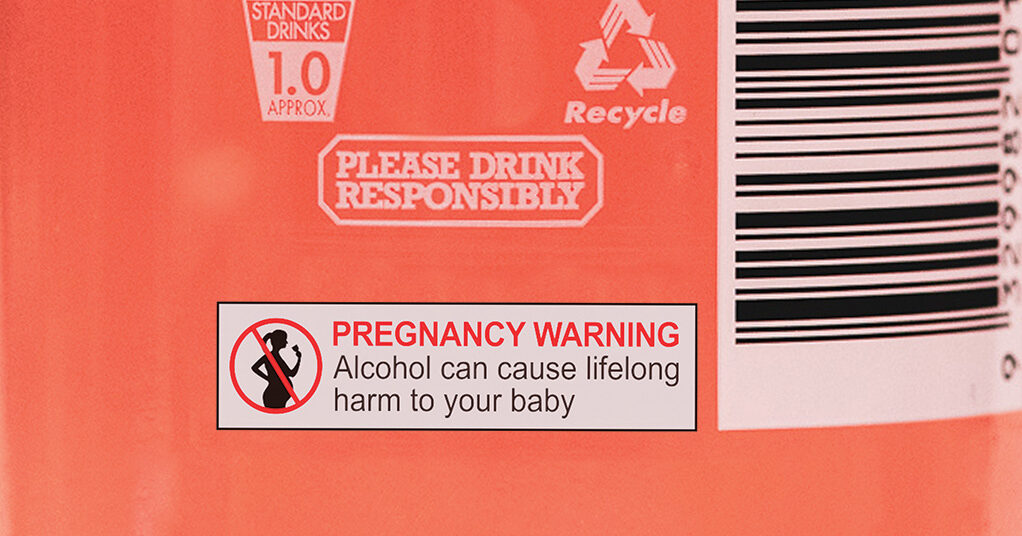 STANDARD
DRINKS
1.0
APPROX.
Recycle
PLEASE DRINK
RESPONSIBLY
PREGNANCY WARNING
Alcohol can cause lifelong
harm to your baby